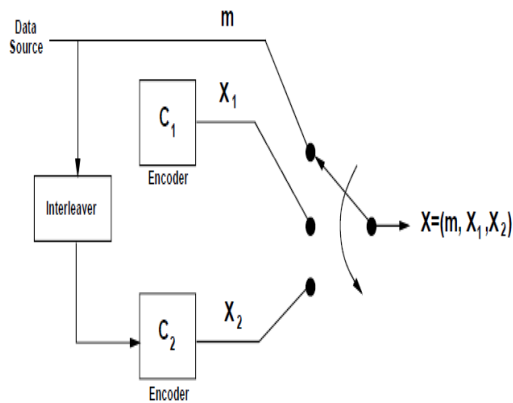 Data
Source
m
X1
C1
Encoder
Interleaver
X=(m, X1,X2)
X2
C2
Encoder